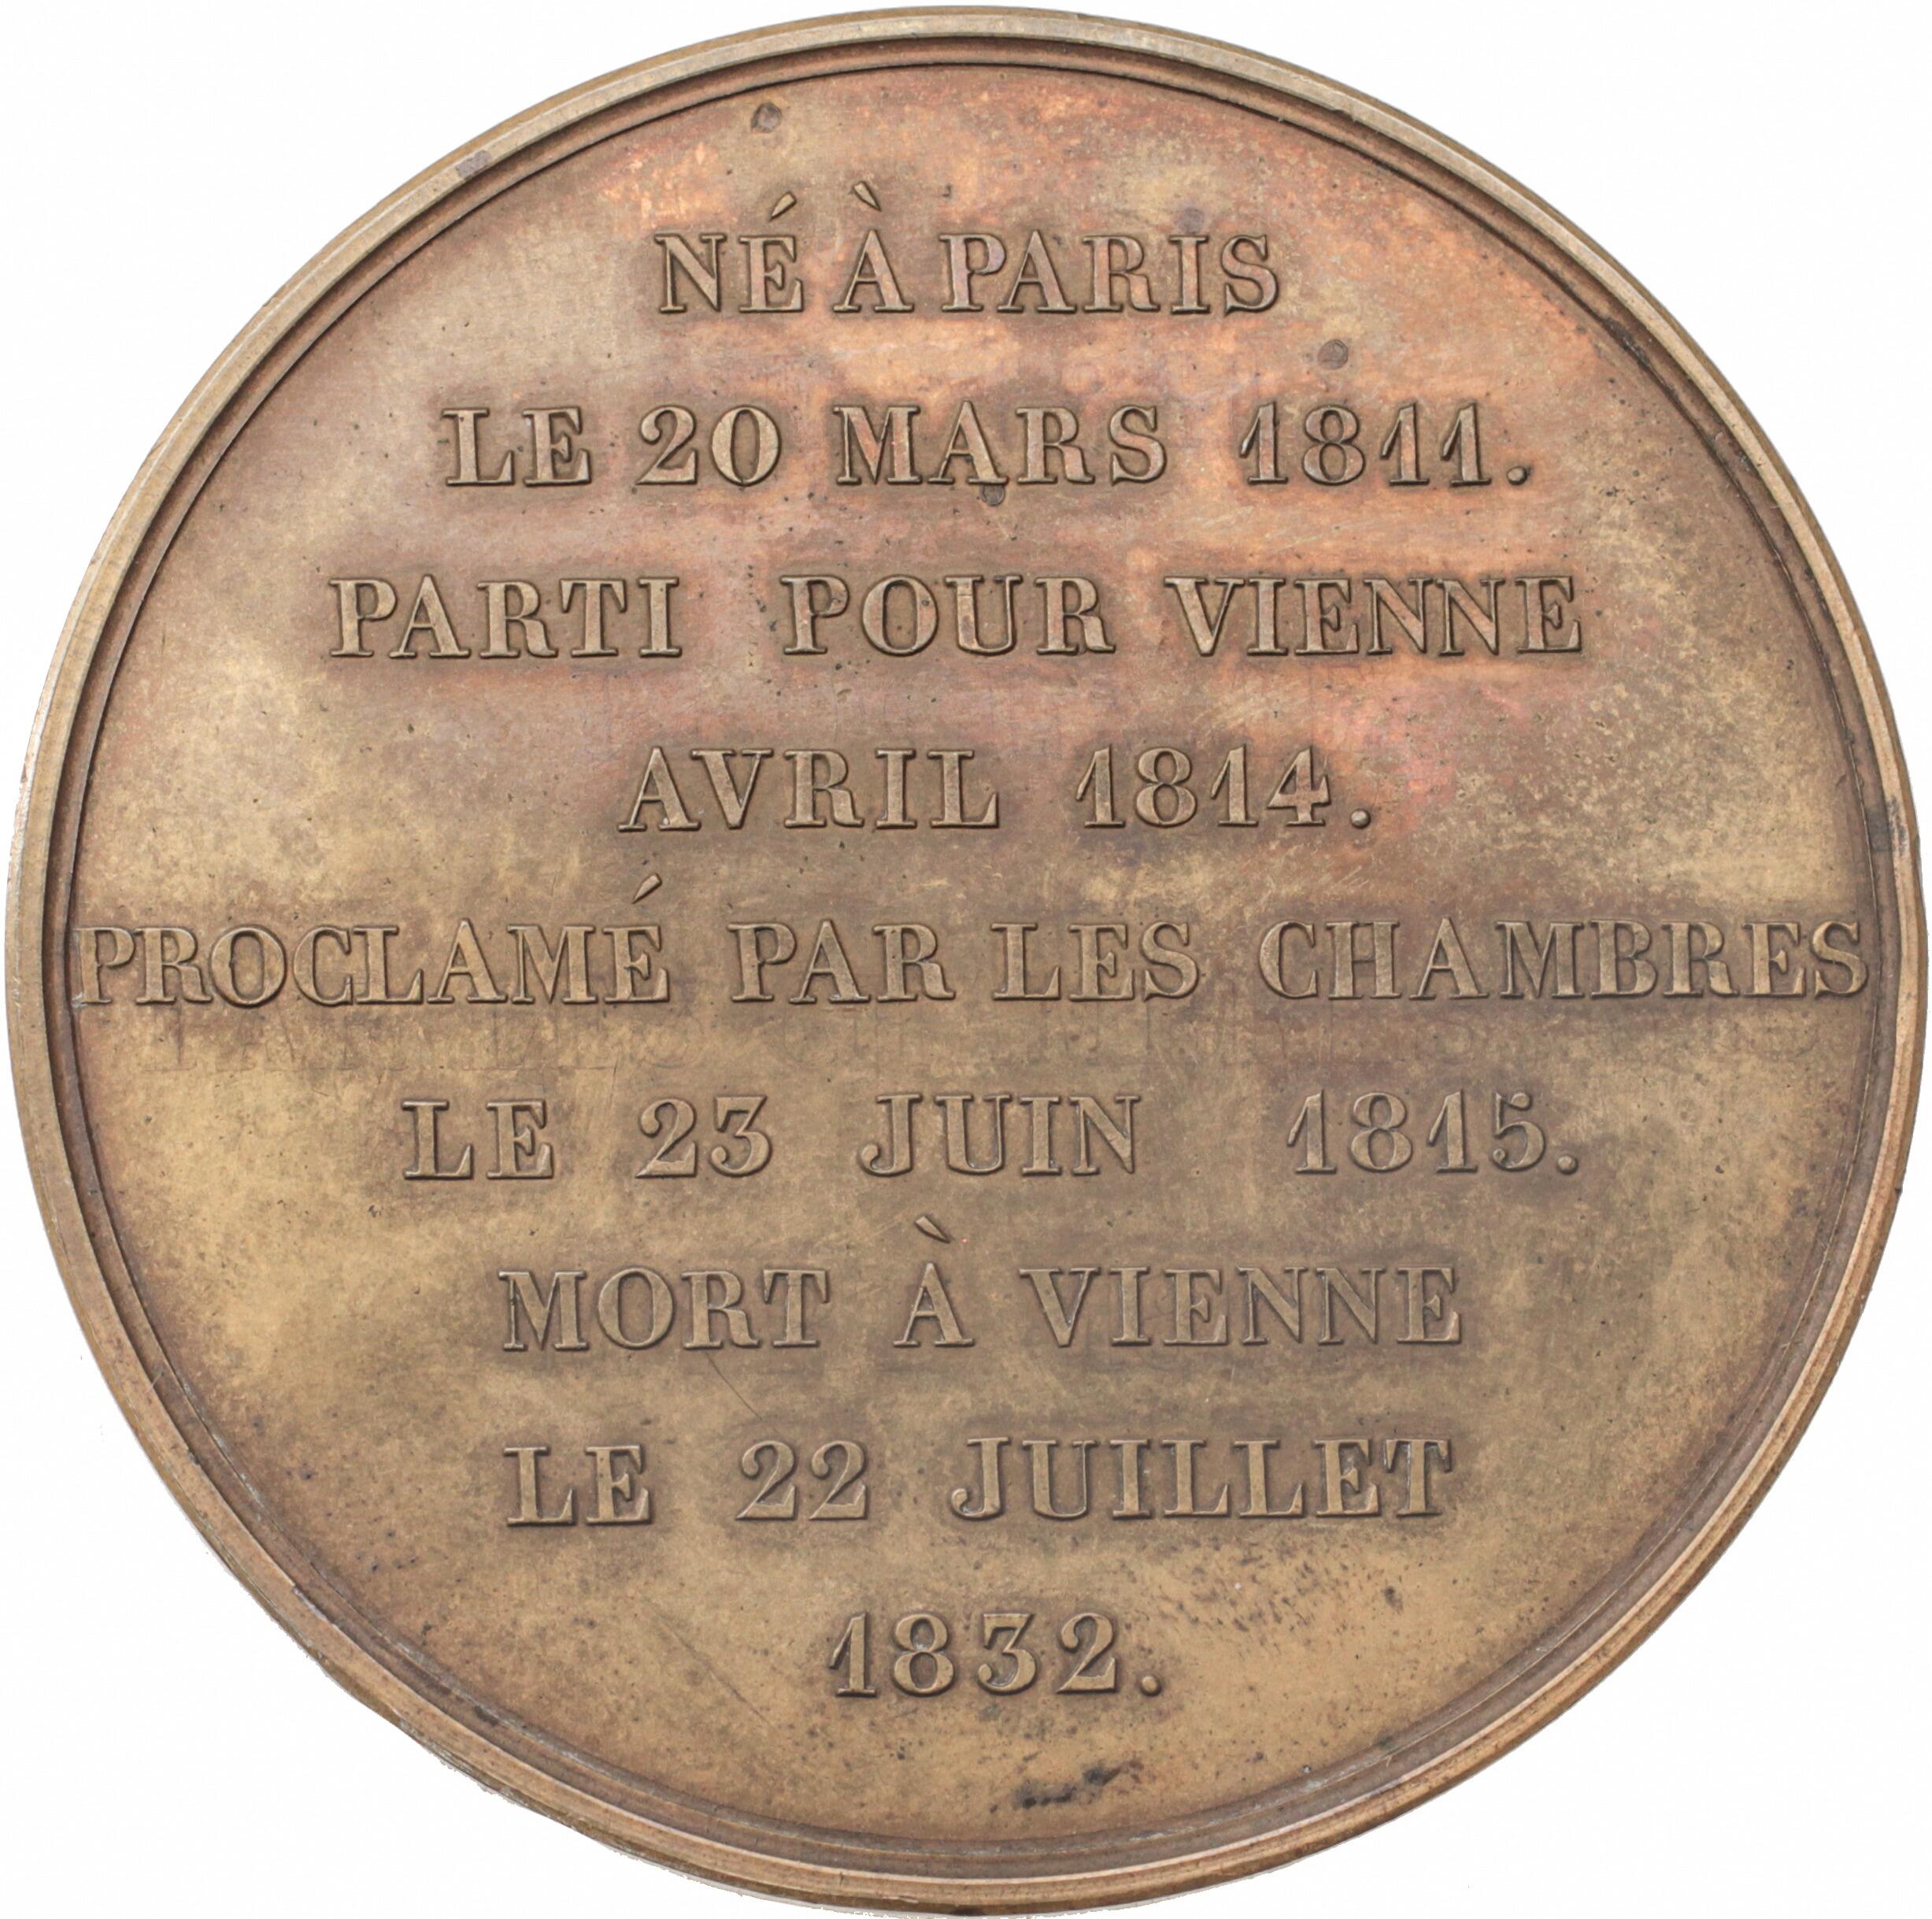 NÉ À PARIS
LE 20 MARS 1811.
PARTI POUR VIENNE
AVRIL 1814.
PROCLAMÉ PAR LES CHAMBRES
LE 23 JUIN 1815.
MORT À VIENNE
LE 22 JUILLET
1832.